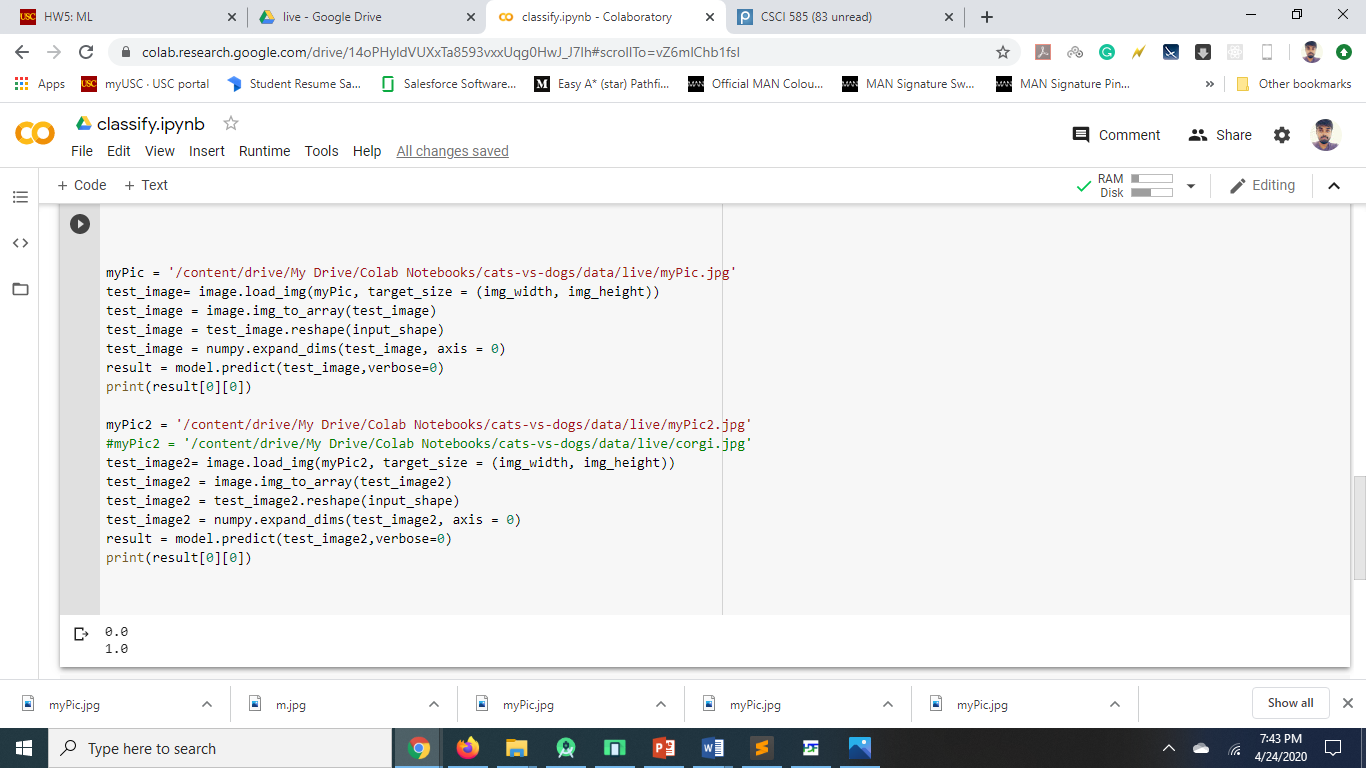 HW5: ML
live - Google Drive
classify.ipynb - Colaboratory
CSCI 585 (83 unread)
colab.research.google.com/drive/14oPHyldVUXxTa8593vxxUqg0HwJ_J7lh#scrollTo=vZ6mlChb1fsI
Apps
USC
myUSC - USC portal
Student Resume Sa...
Salesforce Software...
Easy A* (star) Pathfi...
Official MAN Colou...
MAN Signature Sw...
MAN Signature Pin...
»
Other bookmarks
classify.ipynb
Comment
Share
File Edit View Insert Runtime Tools Help All changes saved
+ Code + Text
RAM
Disk
Editing
myPic = '/content/drive/My Drive/Colab Notebooks/cats-vs-dogs/data/live/myPic.jpg'
test_image= image.load_img(myPic, target_size = (img_width, img_height))
test_image = image.img_to_array(test_image)
test_image = test_image.reshape(input_shape)
test_image = numpy.expand_dims(test_image, axis = 0)
result = model.predict(test_image,verbose=0)
print(result[0][0])
myPic2 = '/content/drive/My Drive/Colab Notebooks/cats-vs-dogs/data/live/myPic2.jpg'
#myPic2 = '/content/drive/My Drive/Colab Notebooks/cats-vs-dogs/data/live/corgi.jpg'
test_image2= image.load_img(myPic2, target_size = (img_width, img_height))
test_image2 = image.img_to_array(test_image2)
test_image2 = test_image2.reshape(input_shape)
test_image2 = numpy.expand_dims(test_image2, axis = 0)
result = model.predict(test_image2,verbose=0)
print(result[0][0])
0.0
1.0
myPic.jpg
m.jpg
myPic.jpg
myPic.jpg
myPic.jpg
Show all
Type here to search
7:43 PM
4/24/2020